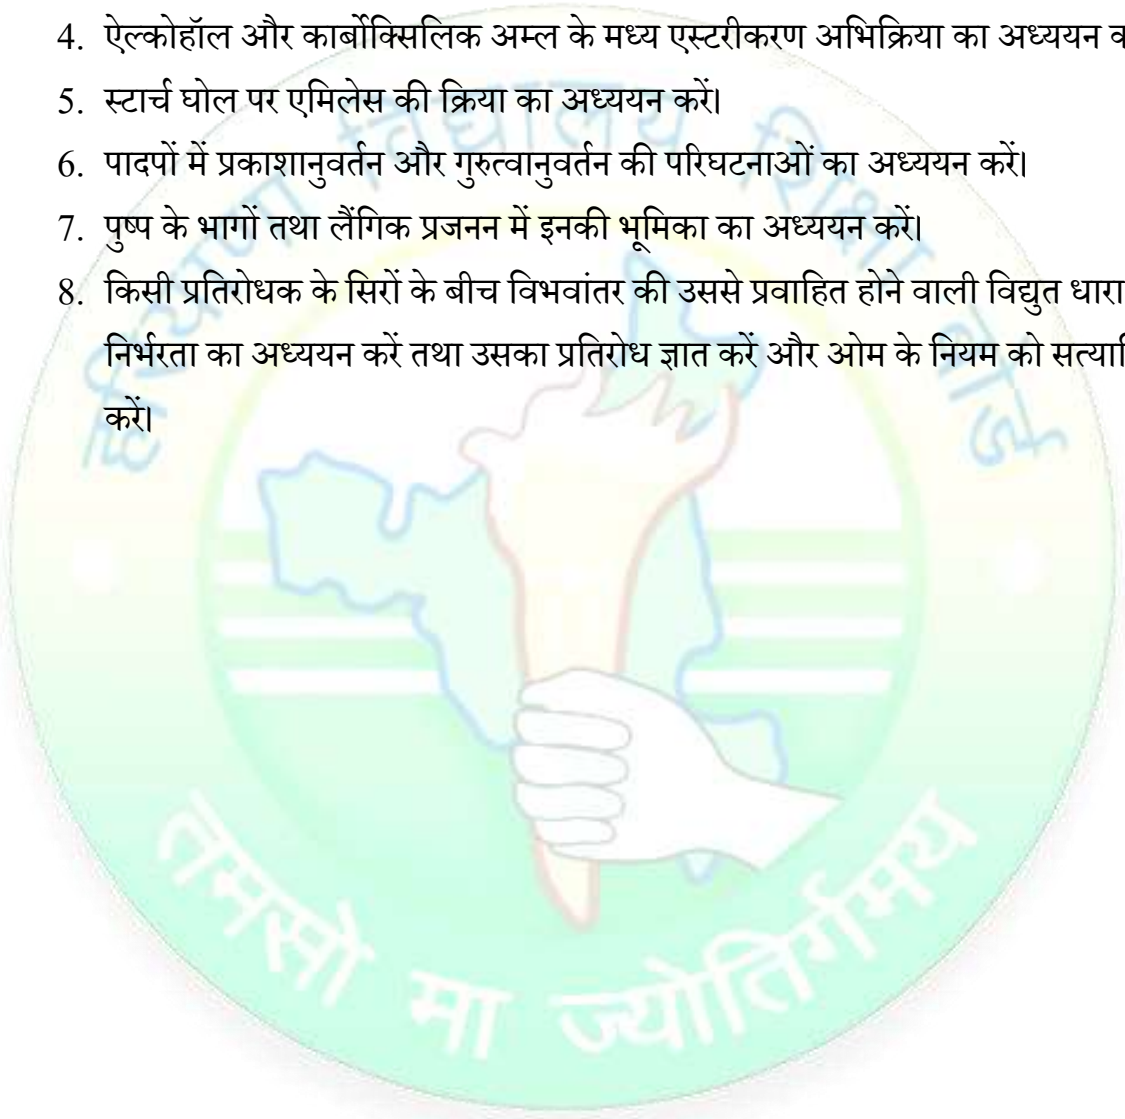 4. ऐल्कोहॉल और कार्बोक्सिलिक अम्ल के मध्य एस्टरीकरण अभिक्रिया का अध्ययन
5. स्टार्च घोल पर एमिलेस की क्रिया का अध्ययन करें।
6. पादपों में प्रकाशानुवर्तन और गुरुत्वानुवर्तन की परिघटनाओं का अध्ययन करें।
7. पुष्प के भागों तथा लैंगिक प्रजनन में इनकी भूमिका का अध्ययन करें।
8. किसी प्रतिरोधक के सिरों के बीच विभवांतर की उससे प्रवाहित होने वाली विद्युत धारा
निर्भरता का अध्ययन करें तथा उसका प्रतिरोध ज्ञात करें और ओम के नियम को
करें।
हरियाणा विद्यालय शिक्षा बोर्ड
तमसो मा ज्योतिर्गमय